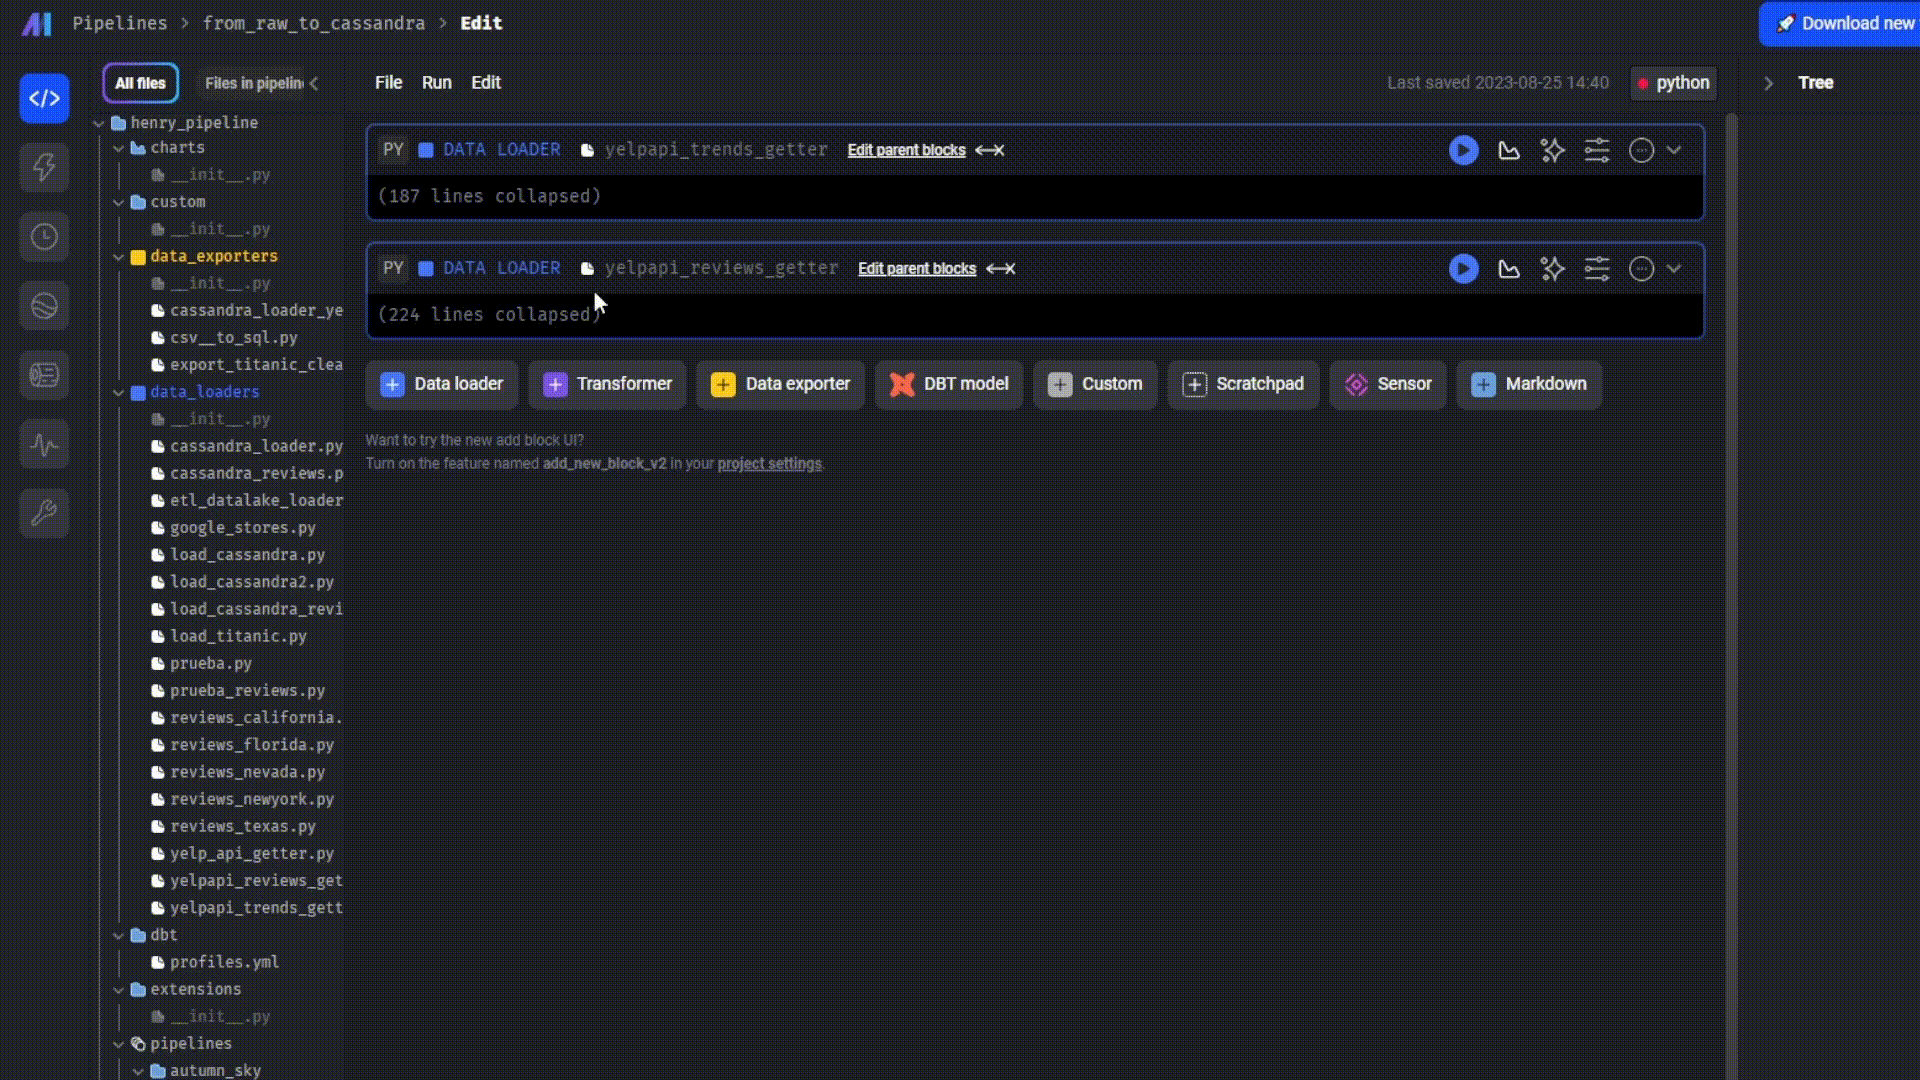 Pipelines > from_raw_to_cassandra > Edit
Download new
All files
Files in pipelin
File Run Edit
Last saved 2023-08-25 14:40
python
Tree
henry_pipeline
charts
__init__.py
custom
__init__.py
data_exporters
__init__.py
cassandra_loader_ye
csv__to_sql.py
export_titanic_clea
data_loaders
__init__.py
cassandra_loader.py
cassandra_reviews.p
etl_datalake_loader
google_stores.py
load_cassandra.py
load_cassandra2.py
load_cassandra_revi
load_titanic.py
prueba.py
prueba_reviews.py
reviews_california.
reviews_florida.py
reviews_nevada.py
reviews_newyork.py
reviews_texas.py
yelp_api_getter.py
yelpapi_reviews_get
yelpapi_trends_gett
dbt
profiles.yml
extensions
__init__.py
pipelines
autumn_sky
PY DATA LOADER yelpapi_trends_getter Edit parent blocks
(187 lines collapsed)
PY DATA LOADER yelpapi_reviews_getter Edit parent blocks
(224 lines collapsed)
Data loader Transformer Data exporter DBT model Custom Scratchpad Sensor Markdown
Want to try the new add block UI?
Turn on the feature named add_new_block_v2 in your project settings.